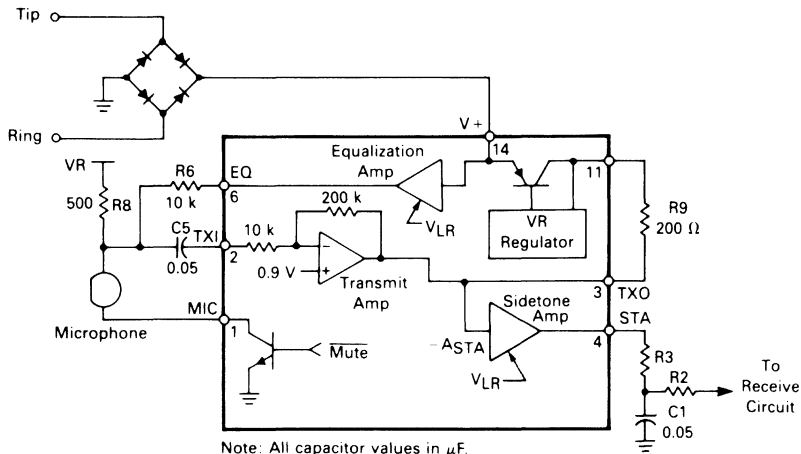 Tip
Ring
V+
14
Equalization
Amp
VLR
VR
Regulator
11
R9
200 Ω
VR
500
R8
R6
10 k
EQ
6
C5
0.05
TXI
2
10 k
200 k
0.9 V
−
+
Transmit
Amp
3
TXO
Microphone
MIC
1
Mute
Sidetone
Amp
-ASTA
VLR
STA
4
R3
R2
C1
0.05
To
Receive
Circuit
Note: All capacitor values in μF.